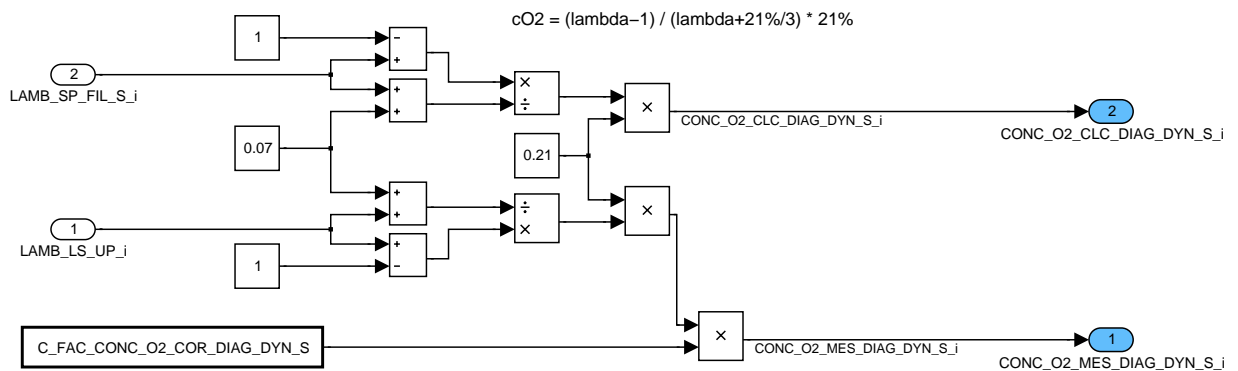 cO2 = (lambda−1) / (lambda+21%/3) * 21%
1
−
+
2
LAMB_SP_FIL_S_i
+
+
×
÷
×
CONC_O2_CLC_DIAG_DYN_S_i
2
CONC_O2_CLC_DIAG_DYN_S_i
0.07
0.21
+
+
÷
×
×
1
LAMB_LS_UP_i
+
−
1
C_FAC_CONC_O2_COR_DIAG_DYN_S
×
CONC_O2_MES_DIAG_DYN_S_i
1
CONC_O2_MES_DIAG_DYN_S_i